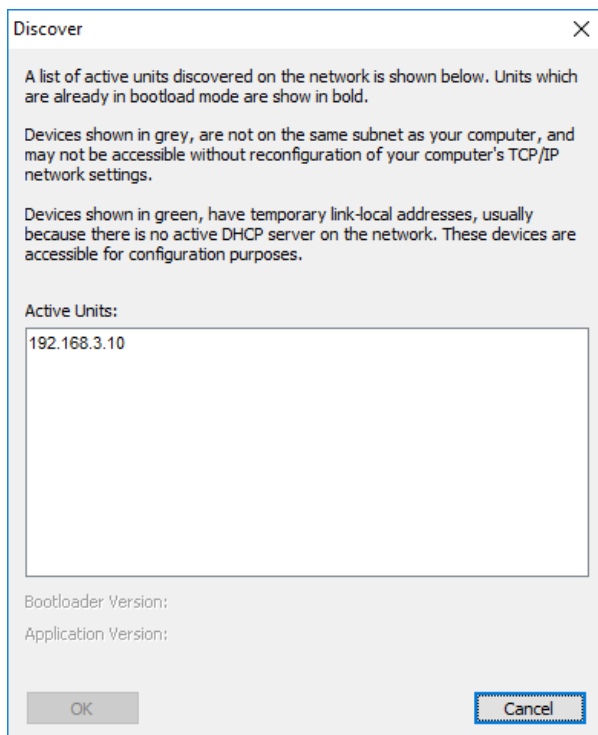 Discover
A list of active units discovered on the network is shown below. Units which
are already in bootload mode are show in bold.
Devices shown in grey, are not on the same subnet as your computer, and
may not be accessible without reconfiguration of your computer's TCP/IP
network settings.
Devices shown in green, have temporary link-local addresses, usually
because there is no active DHCP server on the network. These devices are
accessible for configuration purposes.
Active Units:
192.168.3.10
Bootloader Version:
Application Version:
OK
Cancel